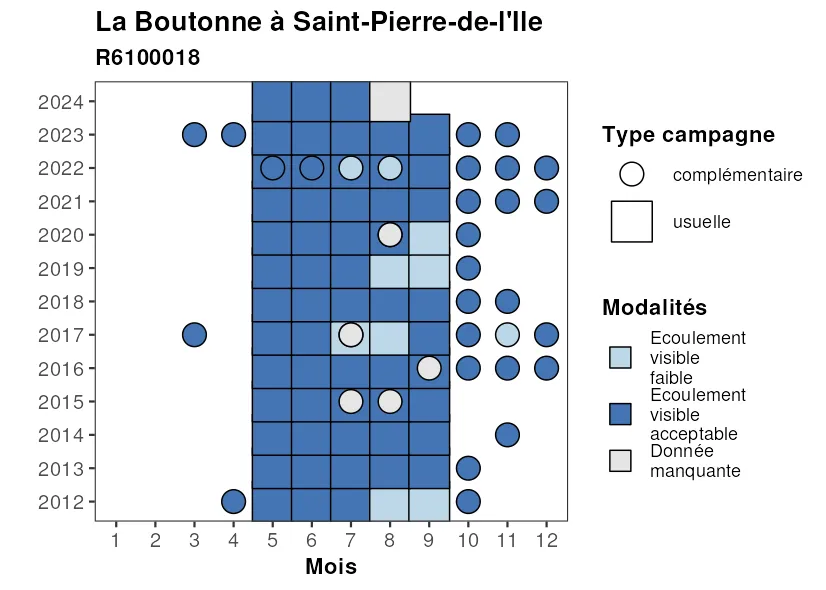 La Boutonne à Saint-Pierre-de-l'Ile
R6100018
2024
2023
2022
2021
2020
2019
2018
2017
2016
2015
2014
2013
2012
1 2 3 4 5 6 7 8 9 10 11 12
Mois
Type campagne
complémentaire
usuelle
Modalités
Ecoulement
visible
faible
Ecoulement
visible
acceptable
Donnée
manquante